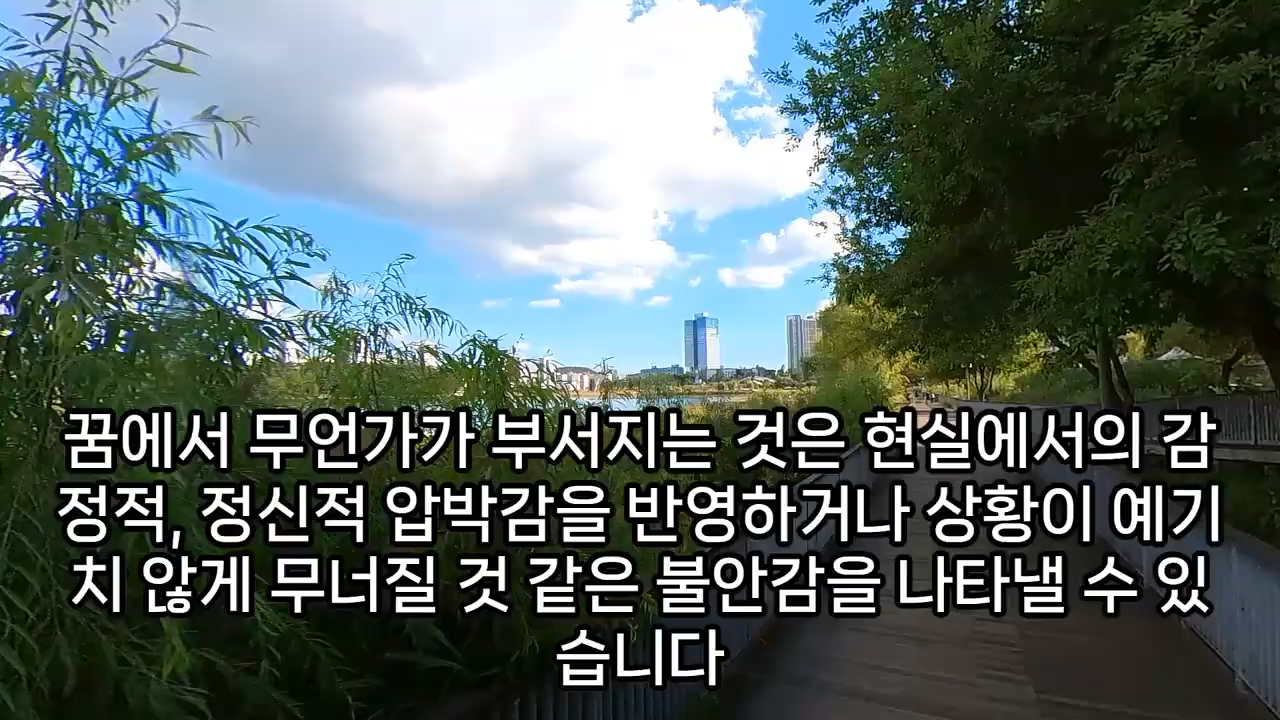 꿈에서 무언가가 부서지는 것은 현실에서의 감
정적, 정신적 압박감을 반영하거나 상황이 예기
치 않게 무너질 것 같은 불안감을 나타낼 수 있
습니다